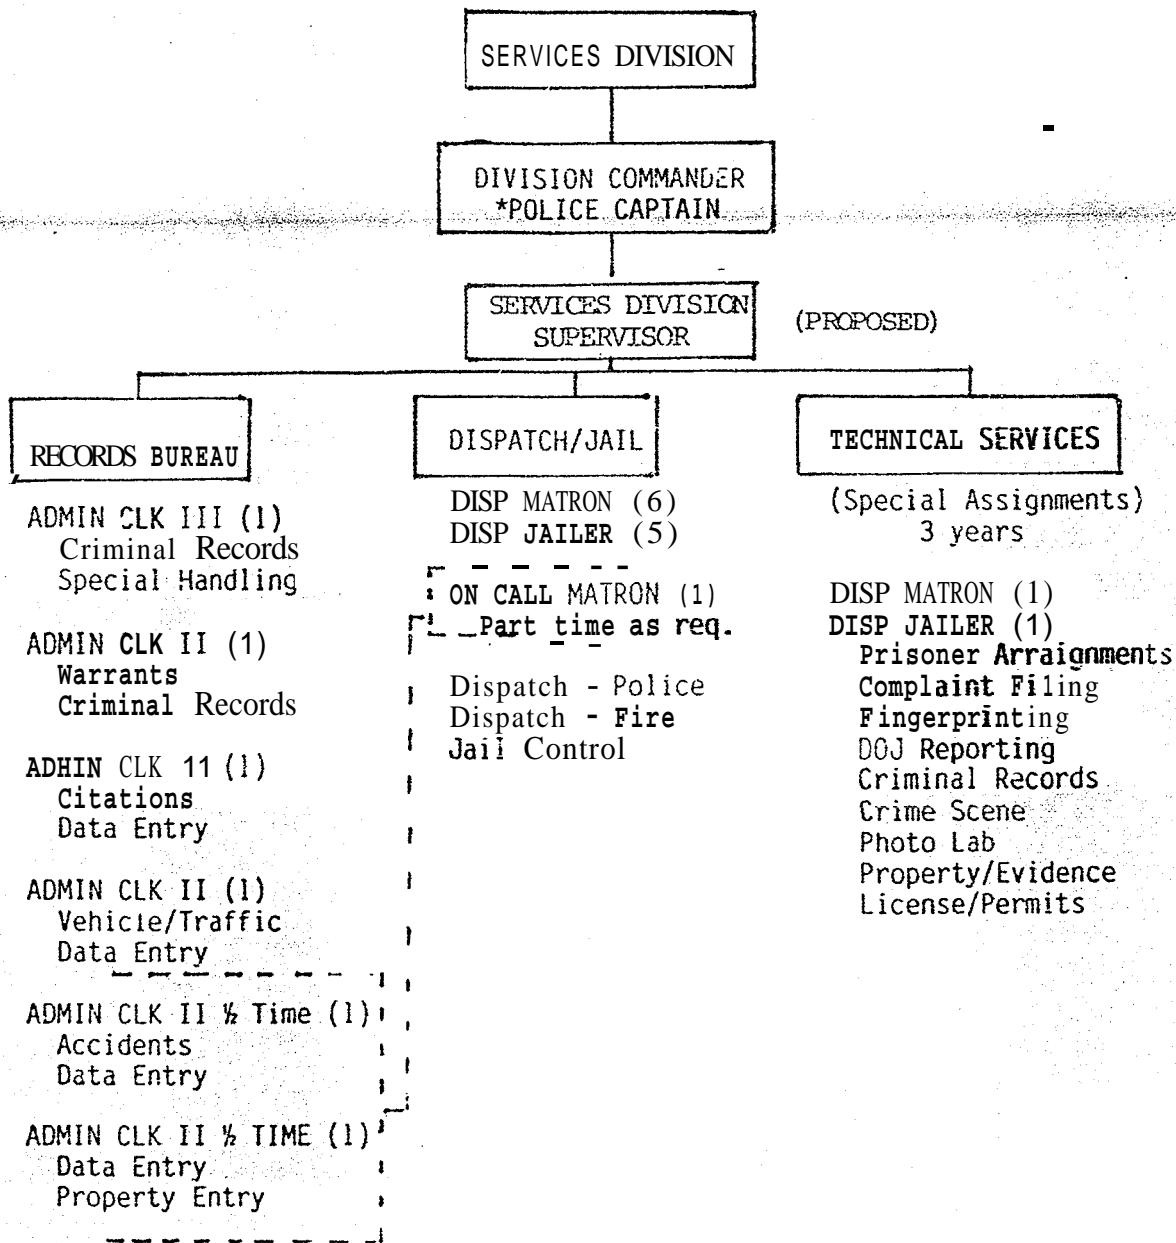 SERVICES DIVISION
DIVISION COMMANDER
*POLICE CAPTAIN
SERVICES DIVISION
SUPERVISOR
(PROPOSED)
RECORDS BUREAU
ADMIN CLK III (1)
Criminal Records
Special Handling
ADMIN CLK II (1)
Warrants
Criminal Records
ADHIN CLK 11 (1)
Citations
Data Entry
ADMIN CLK II (1)
Vehicle/Traffic
Data Entry
ADMIN CLK II ½ Time (1)
Accidents
Data Entry
ADMIN CLK II ½ TIME (1)
Data Entry
Property Entry
DISPATCH/JAIL
DISP MATRON (6)
DISP JAILER (5)
ON CALL MATRON (1)
Part time as req.
Dispatch - Police
Dispatch - Fire
Jail Control
TECHNICAL SERVICES
(Special Assignments)
3 years
DISP MATRON (1)
DISP JAILER (1)
Prisoner Arraignments
Complaint Filing
Fingerprinting
DOJ Reporting
Criminal Records
Crime Scene
Photo Lab
Property/Evidence
License/Permits